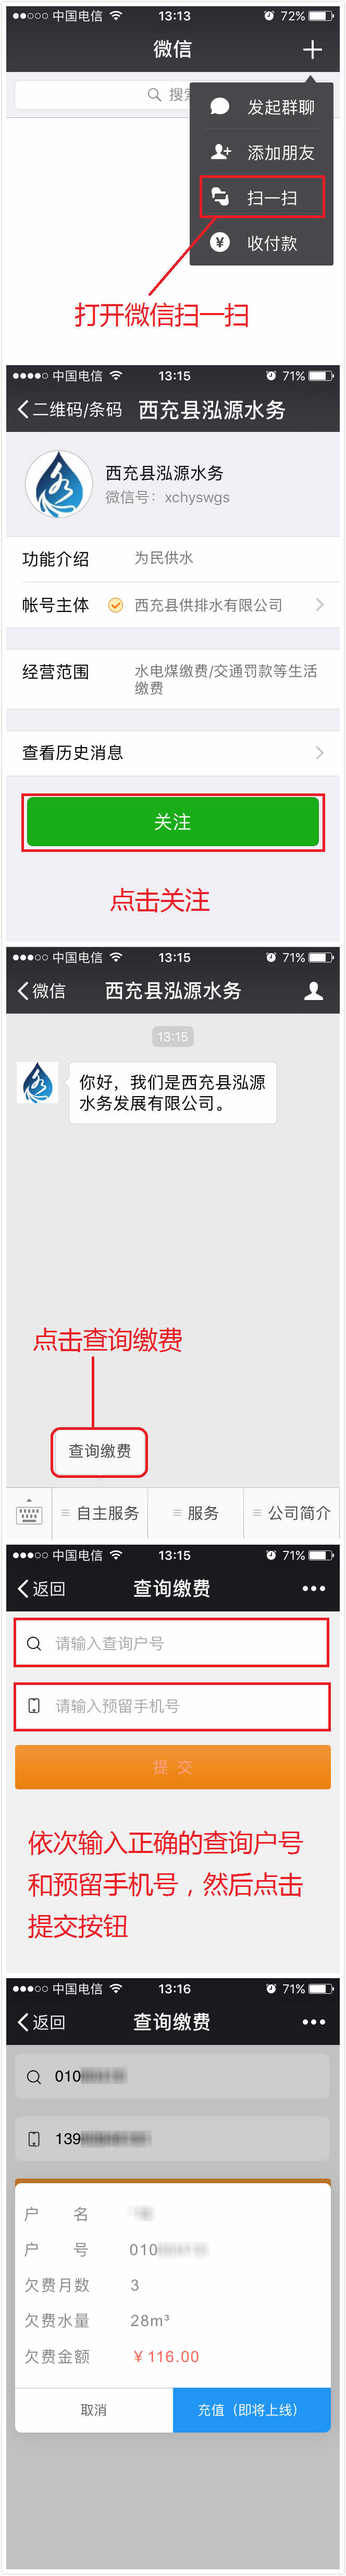 中国电信 13:13 72%
微信
搜索
发起群聊
添加朋友
扫一扫
收付款
打开微信扫一扫
中国电信 13:15 71%
二维码/条码 西充县泓源水务
西充县泓源水务
微信号：xchyswgs
功能介绍 为民供水
帐号主体 西充县供排水有限公司
经营范围 水电煤缴费/交通罚款等生活
缴费
查看历史消息
关注
点击关注
中国电信 13:15 71%
微信 西充县泓源水务
13:15
你好，我们是西充县泓源
水务发展有限公司。
点击查询缴费
查询缴费
自主服务 服务 公司简介
中国电信 13:15 71%
返回 查询缴费
请输入查询户号
请输入预留手机号
提 交
依次输入正确的查询户号
和预留手机号，然后点击
提交按钮
中国电信 13:16 71%
返回 查询缴费
010
139
户 名
户 号 010
欠费月数 3
欠费水量 28m³
欠费金额 ￥116.00
取消 充值（即将上线）